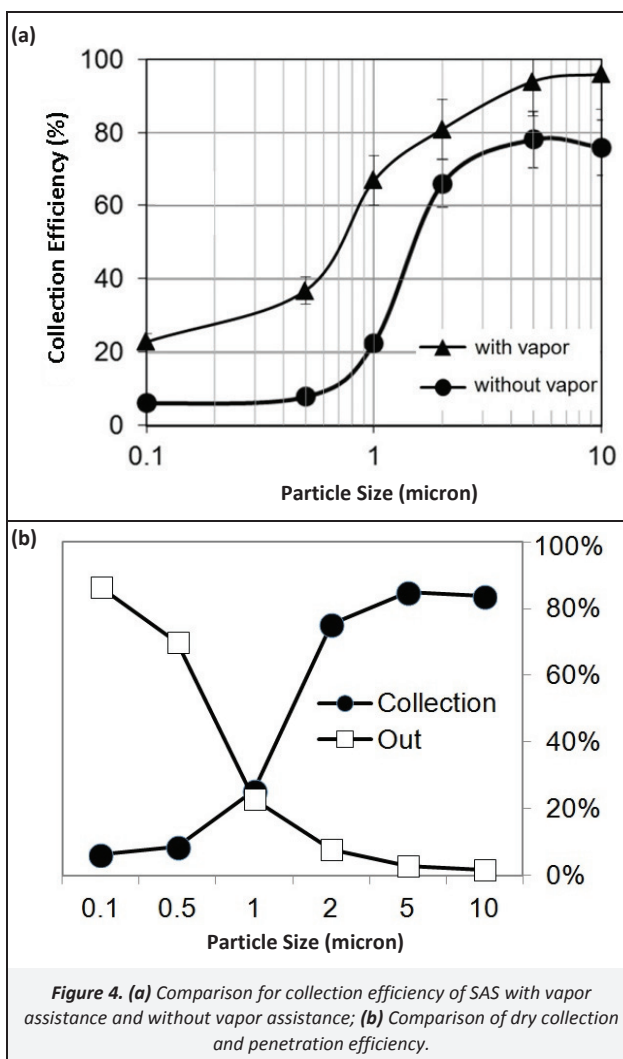 (a)
100
80
60
40
20
0
Collection Efficiency (%)
with vapor
without vapor
0.1 1 10
Particle Size (micron)
(b)
100%
80%
60%
40%
20%
0%
Collection
Out
0.1 0.5 1 2 5 10
Particle Size (micron)
Figure 4. (a) Comparison for collection efficiency of SAS with vapor
assistance and without vapor assistance; (b) Comparison of dry collection
and penetration efficiency.